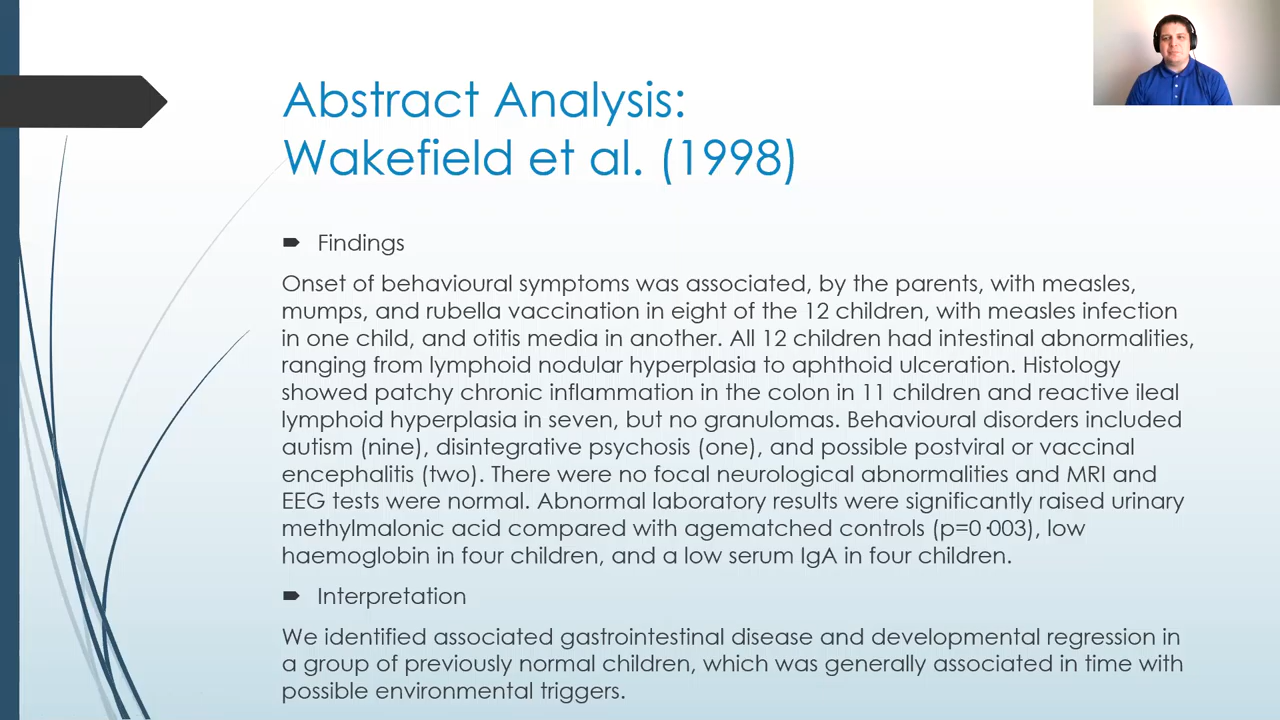 Abstract Analysis:
Wakefield et al. (1998)
Findings
Onset of behavioural symptoms was associated, by the parents, with measles,
mumps, and rubella vaccination in eight of the 12 children, with measles infection
in one child, and otitis media in another. All 12 children had intestinal abnormalities,
ranging from lymphoid nodular hyperplasia to aphthoid ulceration. Histology
showed patchy chronic inflammation in the colon in 11 children and reactive ileal
lymphoid hyperplasia in seven, but no granulomas. Behavioural disorders included
autism (nine), disintegrative psychosis (one), and possible postviral or vaccinal
encephalitis (two). There were no focal neurological abnormalities and MRI and
EEG tests were normal. Abnormal laboratory results were significantly raised urinary
methylmalonic acid compared with agematched controls (p=0·003), low
haemoglobin in four children, and a low serum IgA in four children.
Interpretation
We identified associated gastrointestinal disease and developmental regression in
a group of previously normal children, which was generally associated in time with
possible environmental triggers.